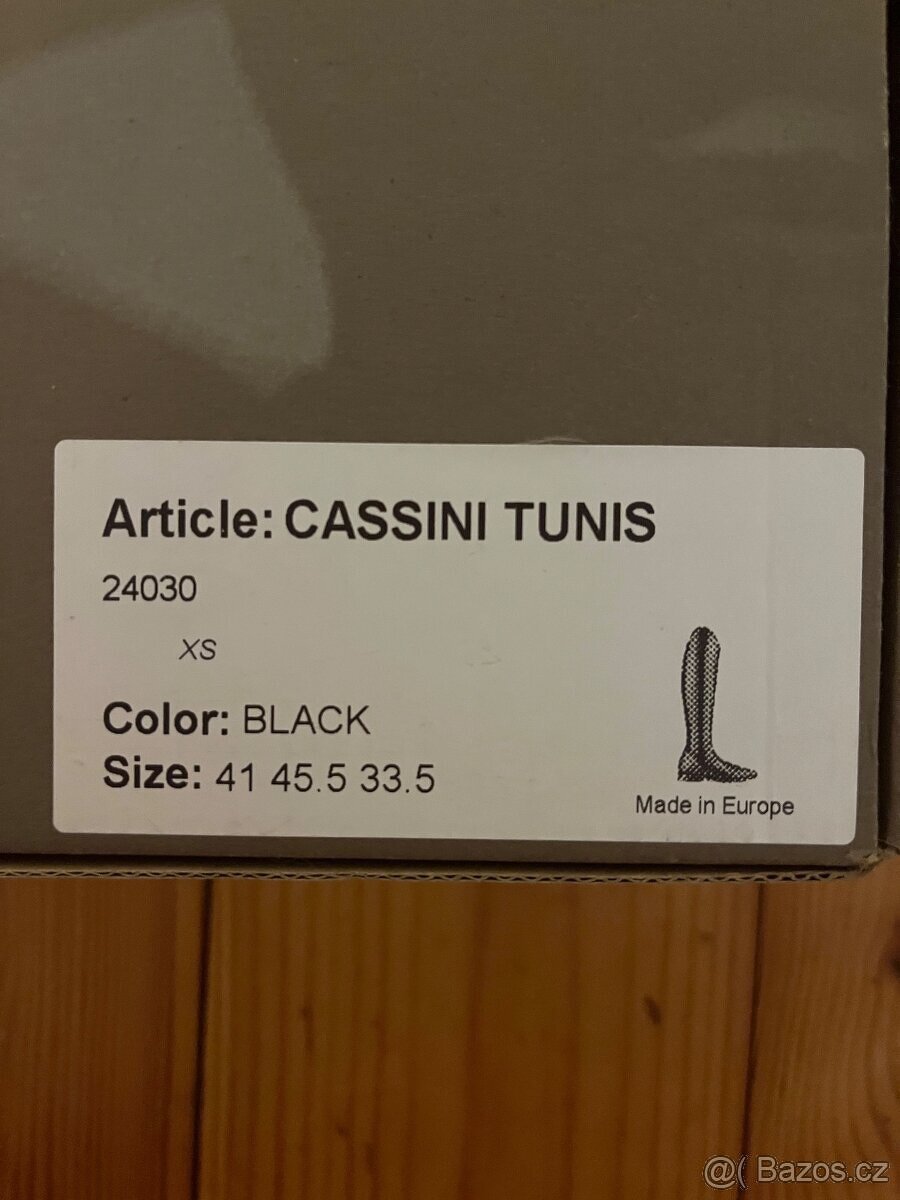 Article: CASSINI TUNIS
24030
XS
Color: BLACK
Size: 41 45.5 33.5
Made in Europe
@( Bazos.cz